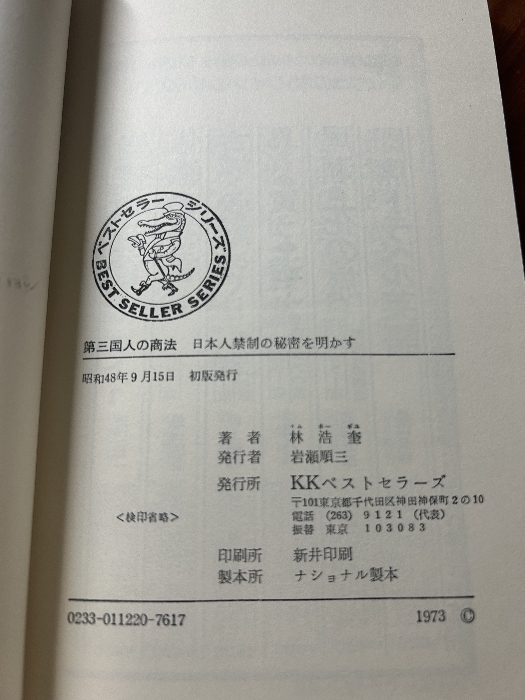 ベストセラー シリーズ
BEST SELLER SERIES
第三国人の商法 日本人禁制の秘密を明かす
昭和48年9月15日 初版発行
イム ホー ギユ
著者 林浩奎
発行者 岩瀬順三
発行所 KKベストセラーズ
〒101東京都千代田区神田神保町2の10
<検印省略> 電話 (263) 9121 (代表)
振替 東京 103083
印刷所 新井印刷
製本所 ナショナル製本
0233-011220-7617 1973 ©